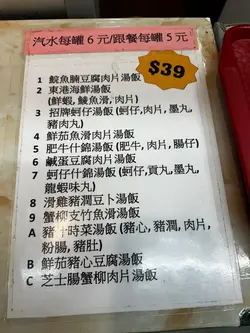 汽水每罐6元/跟餐每罐5元
$39
1 鯇魚腩豆腐肉片湯飯
2 東港海鮮湯飯
(鮮蝦,鯪魚滑,肉片)
3 招牌蚵仔湯飯(蚵仔,肉片,墨丸,
豬肉丸)
4 鮮茄魚滑肉片湯飯
5 肥牛什錦湯飯(肥牛,肉片,腸仔)
6 鹹蛋豆腐肉片湯飯
7 蚵仔什錦湯飯(蚵仔,貢丸,墨丸,
龍蝦味丸)
8 滑雞豬潤豆卜湯飯
9 蟹柳支竹魚滑湯飯
A 豬什時菜湯飯(豬心,豬潤,肉片,
粉腸,豬肚)
B 鮮茄豬心豆腐湯飯
C 芝士腸蟹柳肉片湯飯